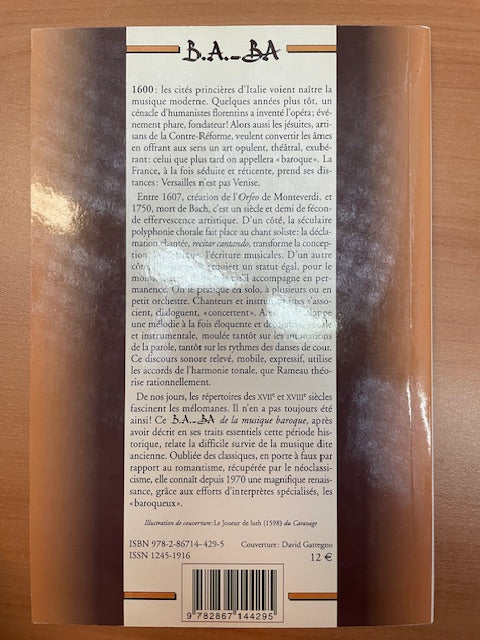 B.A.-BA
1600 : les cités princières d'Italie voient naître la
musique moderne. Quelques années plus tôt, un
cénacle d'humanistes florentins a inventé l'opéra ; évé-
nement phare, fondateur! Alors aussi les jésuites, arti-
sans de la Contre-Réforme, veulent convertir les âmes
en offrant aux sens un art opulent, théâtral, exubé-
rant : celui que plus tard on appellera « baroque ». La
France, à la fois séduite et réticente, prend ses dis-
tances : Versailles n'est pas Venise.
Entre 1607, création de l'Orfeo de Monteverdi, et
1750, mort de Bach, c'est un siècle et demi de fécon-
de effervescence artistique. D'un côté, la séculaire
polyphonie chorale fait place au chant soliste : la décla-
mation chantée, recitar cantando, transforme la conception
l'écriture musicales. D'un autre
côté, un statut égal, pour le
accompagne en per-
manence. On le pratique en solo, à plusieurs ou en
petit orchestre. Chanteurs et instrumentistes s'asso-
cient, dialoguent, « concertent ».
une mélodie à la fois éloquente et
et instrumentale, moulée tantôt sur les intonations
de la parole, tantôt sur les rythmes des danses de cour.
Ce discours sonore relevé, mobile, expressif, utilise
les accords de l'harmonie tonale, que Rameau théo-
rise rationnellement.
De nos jours, les répertoires des XVIIe et XVIIIe siècles
fascinent les mélomanes. Il n'en a pas toujours été
ainsi ! Ce B.A.-BA de la musique baroque, après
avoir décrit en ses traits essentiels cette période his-
torique, relate la difficile survie de la musique dite
ancienne. Oubliée des classiques, en porte à faux par
rapport au romantisme, récupérée par le néoclassi-
cisme, elle connaît depuis 1970 une magnifique renais-
sance, grâce aux efforts d'interprètes spécialisés, les
« baroqueux ».
Illustration de couverture : Le Joueur de luth (1598) du Caravage
ISBN 978-2-86714-429-5 Couverture : David Gattegno
ISSN 1245-1916 12 €
9 782867 144295